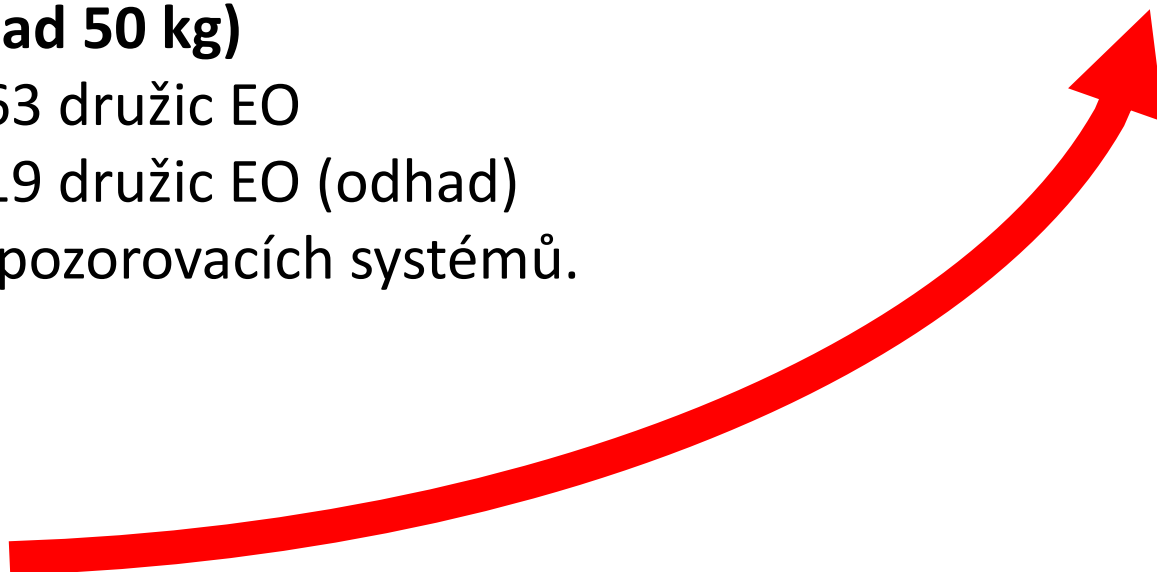 ad 50 kg)
63 družic EO
19 družic EO (odhad)
pozorovacích systémů.